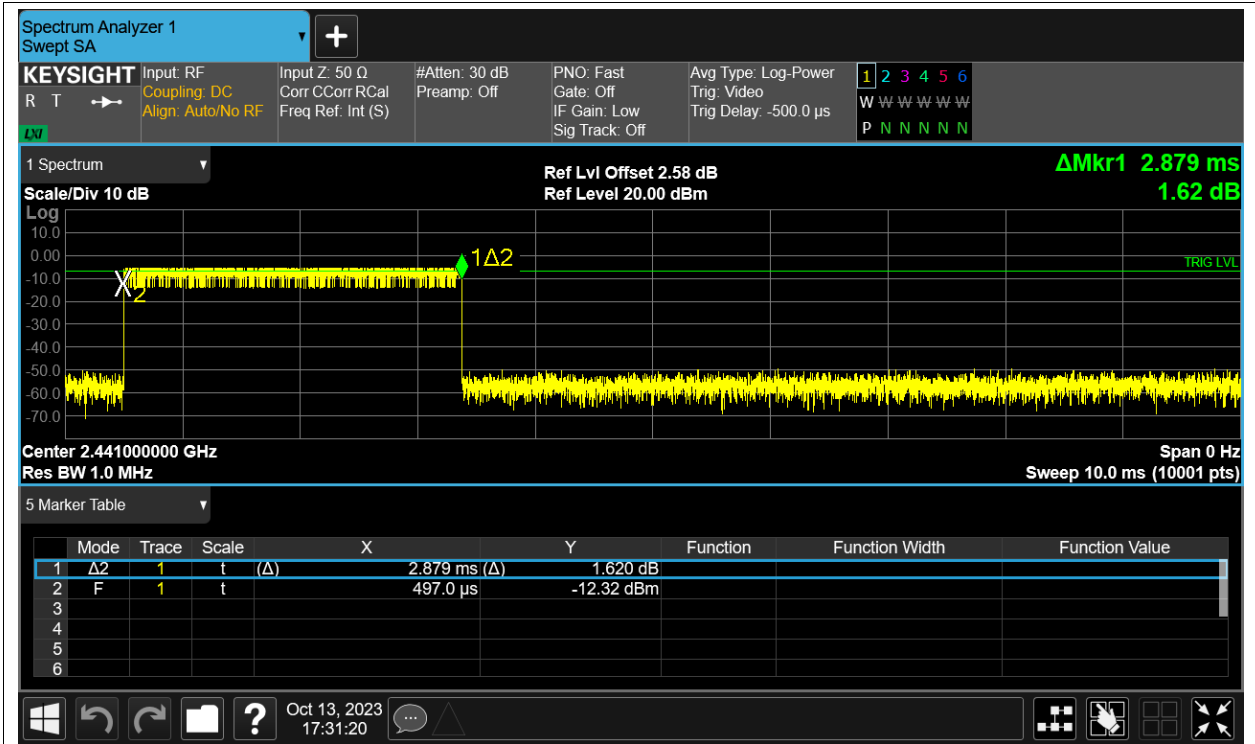 Spectrum Analyzer 1
Swept SA
KEYSIGHT
R T
LXI
Input: RF
Coupling: DC
Align: Auto/No RF
Input Z: 50 Ω
Corr CCorr RCal
Freq Ref: Int (S)
#Atten: 30 dB
Preamp: Off
PNO: Fast
Gate: Off
IF Gain: Low
Sig Track: Off
Avg Type: Log-Power
Trig: Video
Trig Delay: -500.0 µs
1 2 3 4 5 6
W W W W W W
P N N N N N
1 Spectrum
Scale/Div 10 dB
Ref Lvl Offset 2.58 dB
Ref Level 20.00 dBm
ΔMkr1 2.879 ms
1.62 dB
Log
10.0
0.00
-10.0
-20.0
-30.0
-40.0
-50.0
-60.0
-70.0
1Δ2
TRIG LVL
X2
Center 2.441000000 GHz
Span 0 Hz
Res BW 1.0 MHz
Sweep 10.0 ms (10001 pts)
5 Marker Table
Mode Trace Scale X Y Function Function Width Function Value
1 Δ2 1 t (Δ) 2.879 ms (Δ) 1.620 dB
2 F 1 t 497.0 µs -12.32 dBm
3
4
5
6
?
Oct 13, 2023
17:31:20